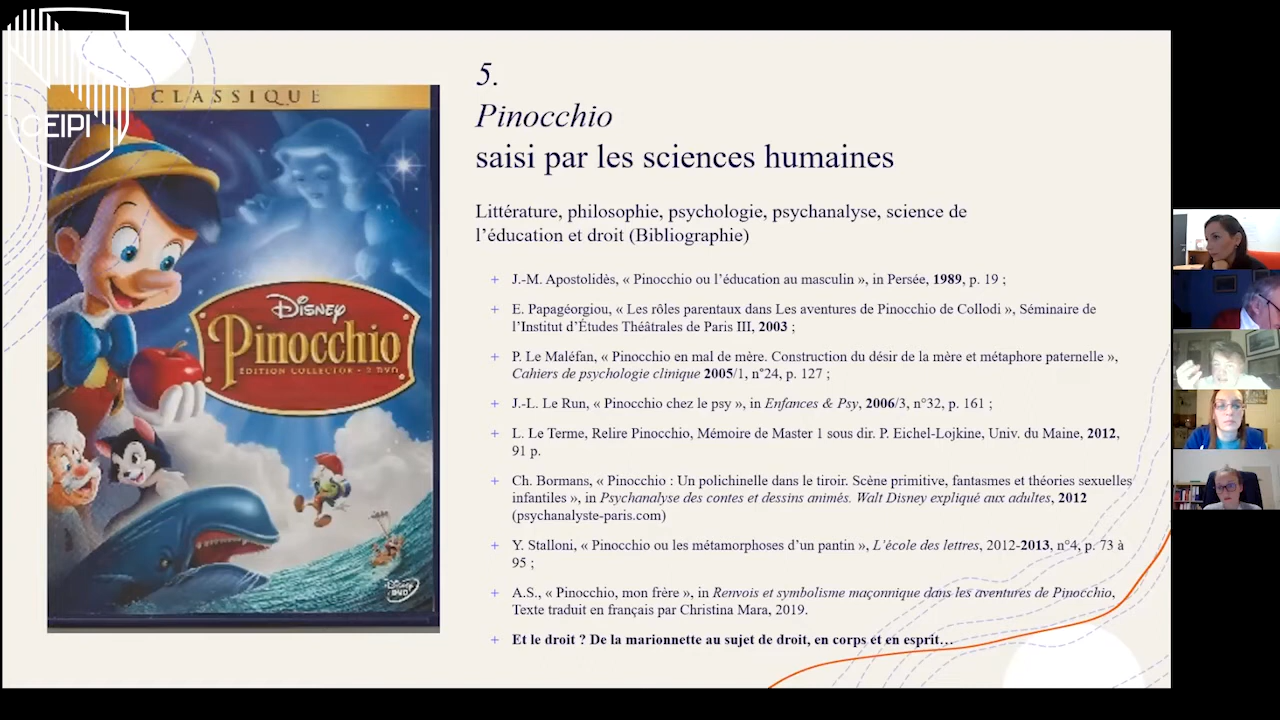 CEIPI
CLASSIQUE
DISNEY
Pinocchio
ÉDITION COLLECTOR • 2 DVD
DISNEY
DVD
5.
Pinocchio
saisi par les sciences humaines
Littérature, philosophie, psychologie, psychanalyse, science de
l’éducation et droit (Bibliographie)
+ J.-M. Apostolidès, « Pinocchio ou l’éducation au masculin », in Persée, 1989, p. 19 ;
+ E. Papagéorgiou, « Les rôles parentaux dans Les aventures de Pinocchio de Collodi », Séminaire de
l’Institut d’Études Théâtrales de Paris III, 2003 ;
+ P. Le Maléfan, « Pinocchio en mal de mère. Construction du désir de la mère et métaphore paternelle »,
Cahiers de psychologie clinique 2005/1, n°24, p. 127 ;
+ J.-L. Le Run, « Pinocchio chez le psy », in Enfances & Psy, 2006/3, n°32, p. 161 ;
+ L. Le Terme, Relire Pinocchio, Mémoire de Master 1 sous dir. P. Eichel-Lojkine, Univ. du Maine, 2012,
91 p.
+ Ch. Bormans, « Pinocchio : Un polichinelle dans le tiroir. Scène primitive, fantasmes et théories sexuelles
infantiles », in Psychanalyse des contes et dessins animés. Walt Disney expliqué aux adultes, 2012
(psychanalyste-paris.com)
+ Y. Stalloni, « Pinocchio ou les métamorphoses d’un pantin », L’école des lettres, 2012-2013, n°4, p. 73 à
95 ;
+ A.S., « Pinocchio, mon frère », in Renvois et symbolisme maçonnique dans les aventures de Pinocchio,
Texte traduit en français par Christina Mara, 2019.
+ Et le droit ? De la marionnette au sujet de droit, en corps et en esprit…